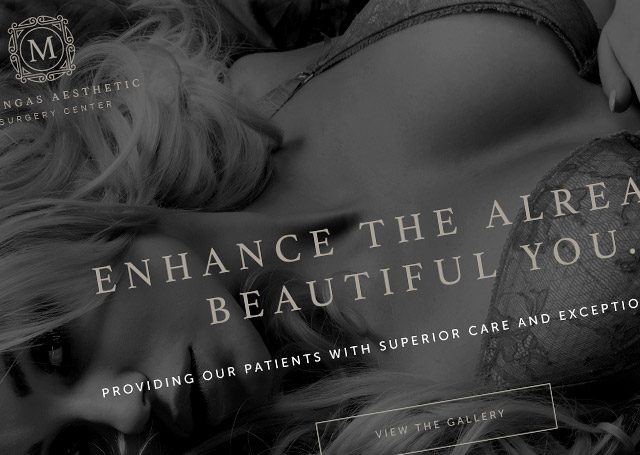 M
NGAS AESTHETIC
SURGERY CENTER
ENHANCE THE ALREA
BEAUTIFUL YOU.
PROVIDING OUR PATIENTS WITH SUPERIOR CARE AND EXCEPTIO
VIEW THE GALLERY